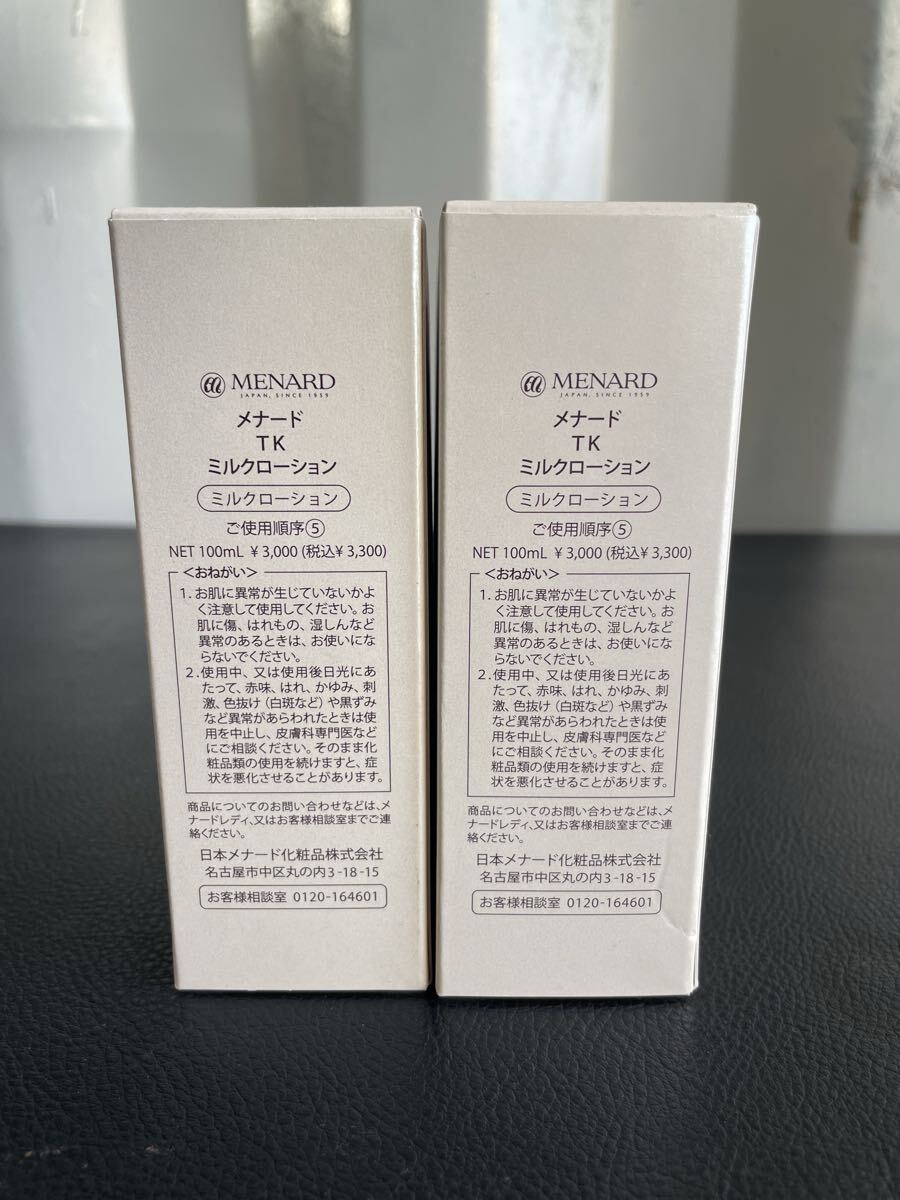 MENARD
JAPAN, SINCE 1959
メナード
TK
ミルクローション
ミルクローション
ご使用順序⑤
NET 100mL ¥3,000 (税込¥3,300)
<おねがい>
1. お肌に異常が生じていないかよ
く注意して使用してください。お
肌に傷、はれもの、湿しんなど
異常のあるときは、お使いにな
らないでください。
2. 使用中、又は使用後日光にあ
たって、赤味、はれ、かゆみ、刺
激、色抜け(白斑など)や黒ずみ
など異常があらわれたときは使
用を中止し、皮膚科専門医など
にご相談ください。そのまま化
粧品類の使用を続けますと、症
状を悪化させることがあります。
商品についてのお問い合わせなどは、メ
ナードレディ、又はお客様相談室までご連
絡ください。
日本メナード化粧品株式会社
名古屋市中区丸の内3-18-15
お客様相談室 0120-164601
MENARD
JAPAN, SINCE 1959
メナード
TK
ミルクローション
ミルクローション
ご使用順序⑤
NET 100mL ¥3,000 (税込¥3,300)
<おねがい>
1. お肌に異常が生じていないかよ
く注意して使用してください。お
肌に傷、はれもの、湿しんなど
異常のあるときは、お使いにな
らないでください。
2. 使用中、又は使用後日光にあ
たって、赤味、はれ、かゆみ、刺
激、色抜け(白斑など)や黒ずみ
など異常があらわれたときは使
用を中止し、皮膚科専門医など
にご相談ください。そのまま化
粧品類の使用を続けますと、症
状を悪化させることがあります。
商品についてのお問い合わせなどは、メ
ナードレディ、又はお客様相談室までご連
絡ください。
日本メナード化粧品株式会社
名古屋市中区丸の内3-18-15
お客様相談室 0120-164601